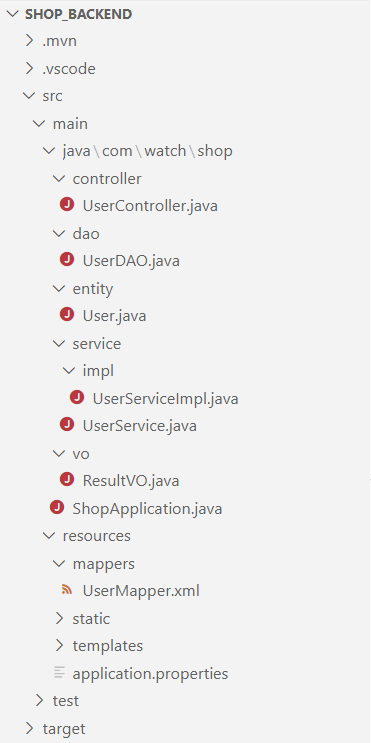 SHOP_BACKEND
.mvn
.vscode
src
main
java\com\watch\shop
controller
J UserController.java
dao
J UserDAO.java
entity
J User.java
service
impl
J UserServiceImpl.java
J UserService.java
vo
J ResultVO.java
J ShopApplication.java
resources
mappers
UserMapper.xml
static
templates
application.properties
test
target